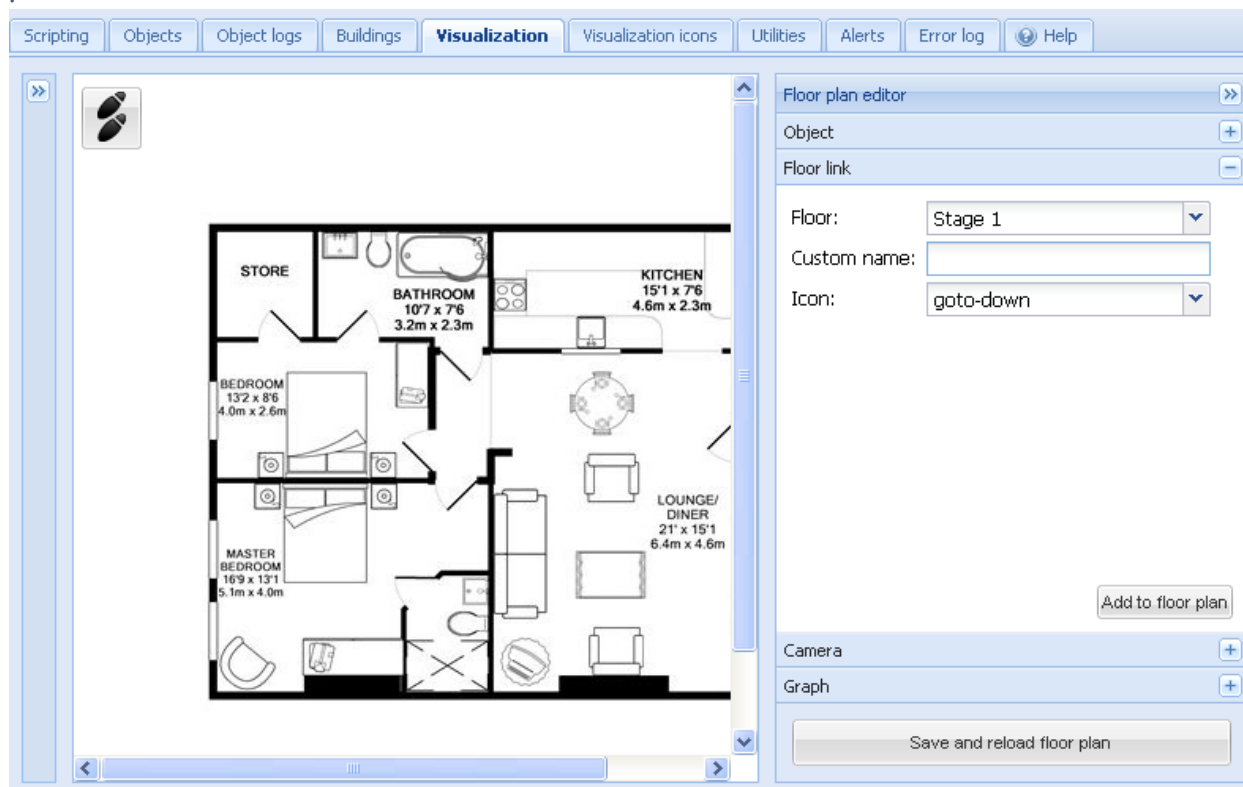 Scripting Objects Object logs Buildings Visualization Visualization icons Utilities Alerts Error log Help
Floor plan editor
Object
Floor link
Floor: Stage 1
Custom name:
Icon: goto-down
Add to floor plan
Camera
Graph
Save and reload floor plan
STORE
BATHROOM
10'7 x 7'6
3.2m x 2.3m
KITCHEN
15'1 x 7'6
4.6m x 2.3m
BEDROOM
13'2 x 8'6
4.0m x 2.6m
LOUNGE/
DINER
21' x 15'1
6.4m x 4.6m
MASTER
BEDROOM
16'9 x 13'1
5.1m x 4.0m